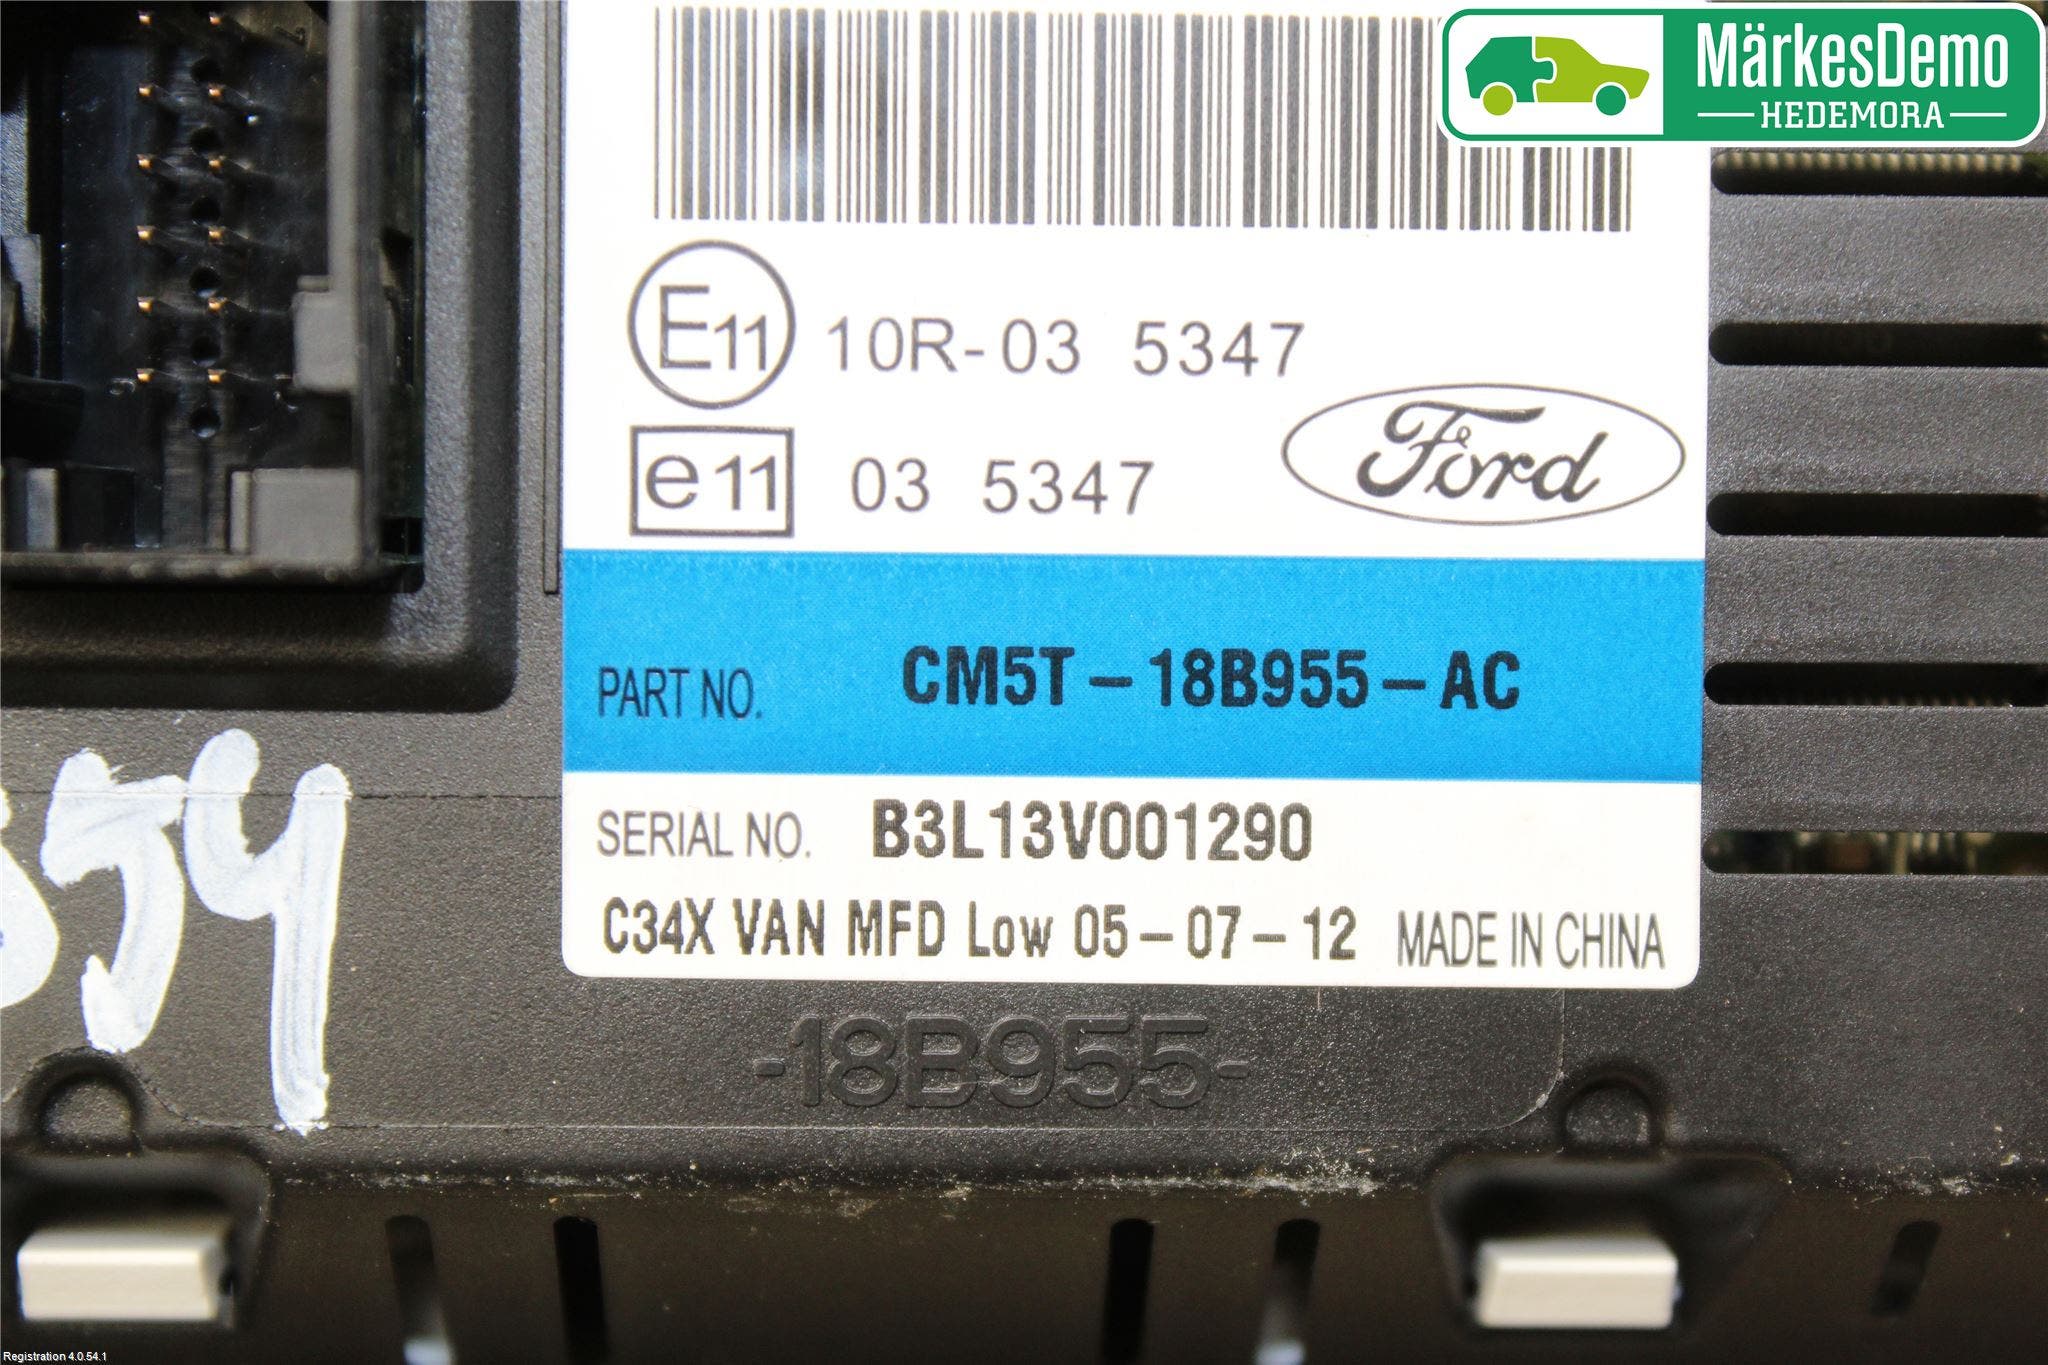 MärkesDemo
HEDEMORA
E11 10R-03 5347
e11 03 5347
Ford
PART NO. CM5T-18B955-AC
SERIAL NO. B3L13V001290
C34X VAN MFD Low 05-07-12 MADE IN CHINA
-18B955-
Registration 4.0.54.1